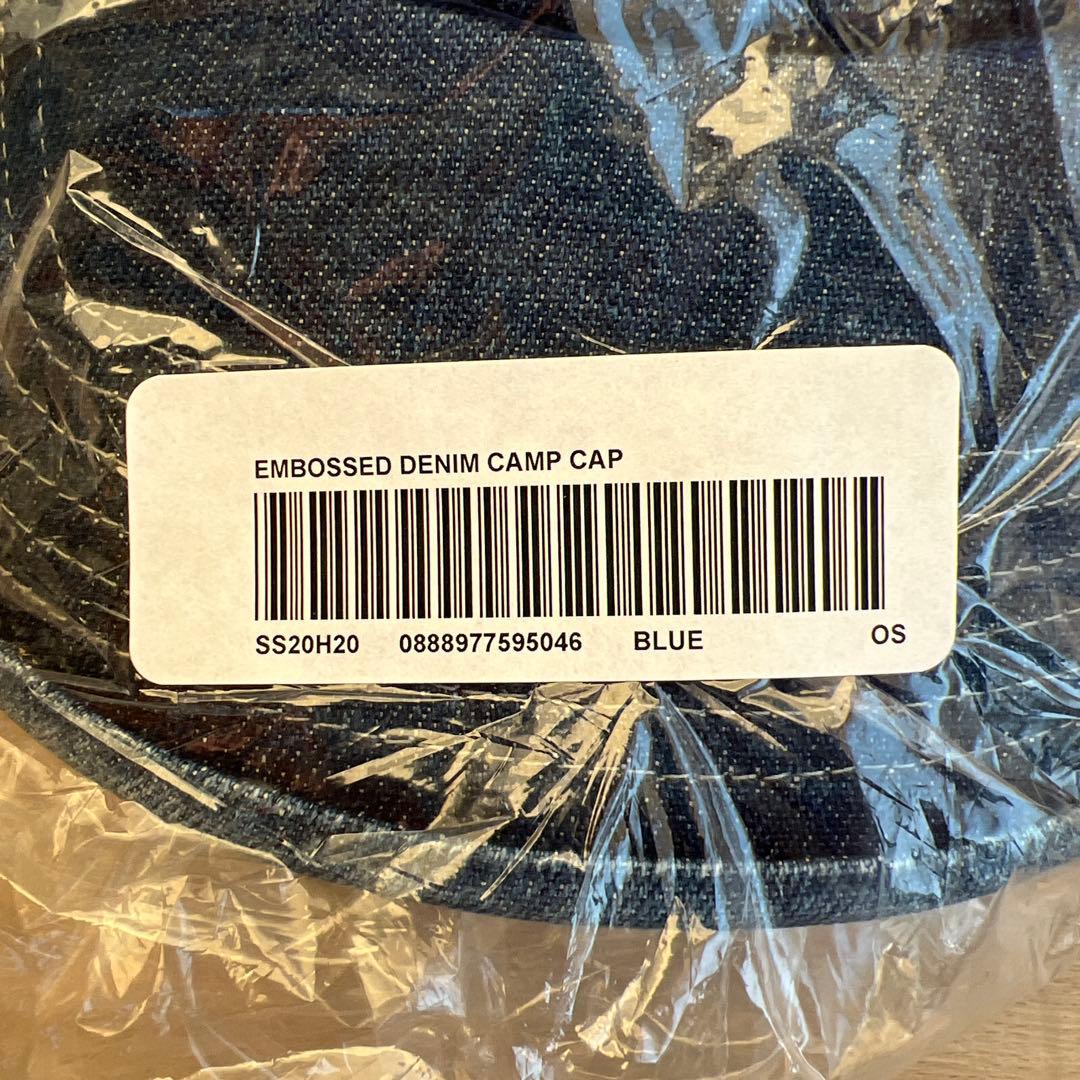 EMBOSSED DENIM CAMP CAP
SS20H20 0888977595046 BLUE OS